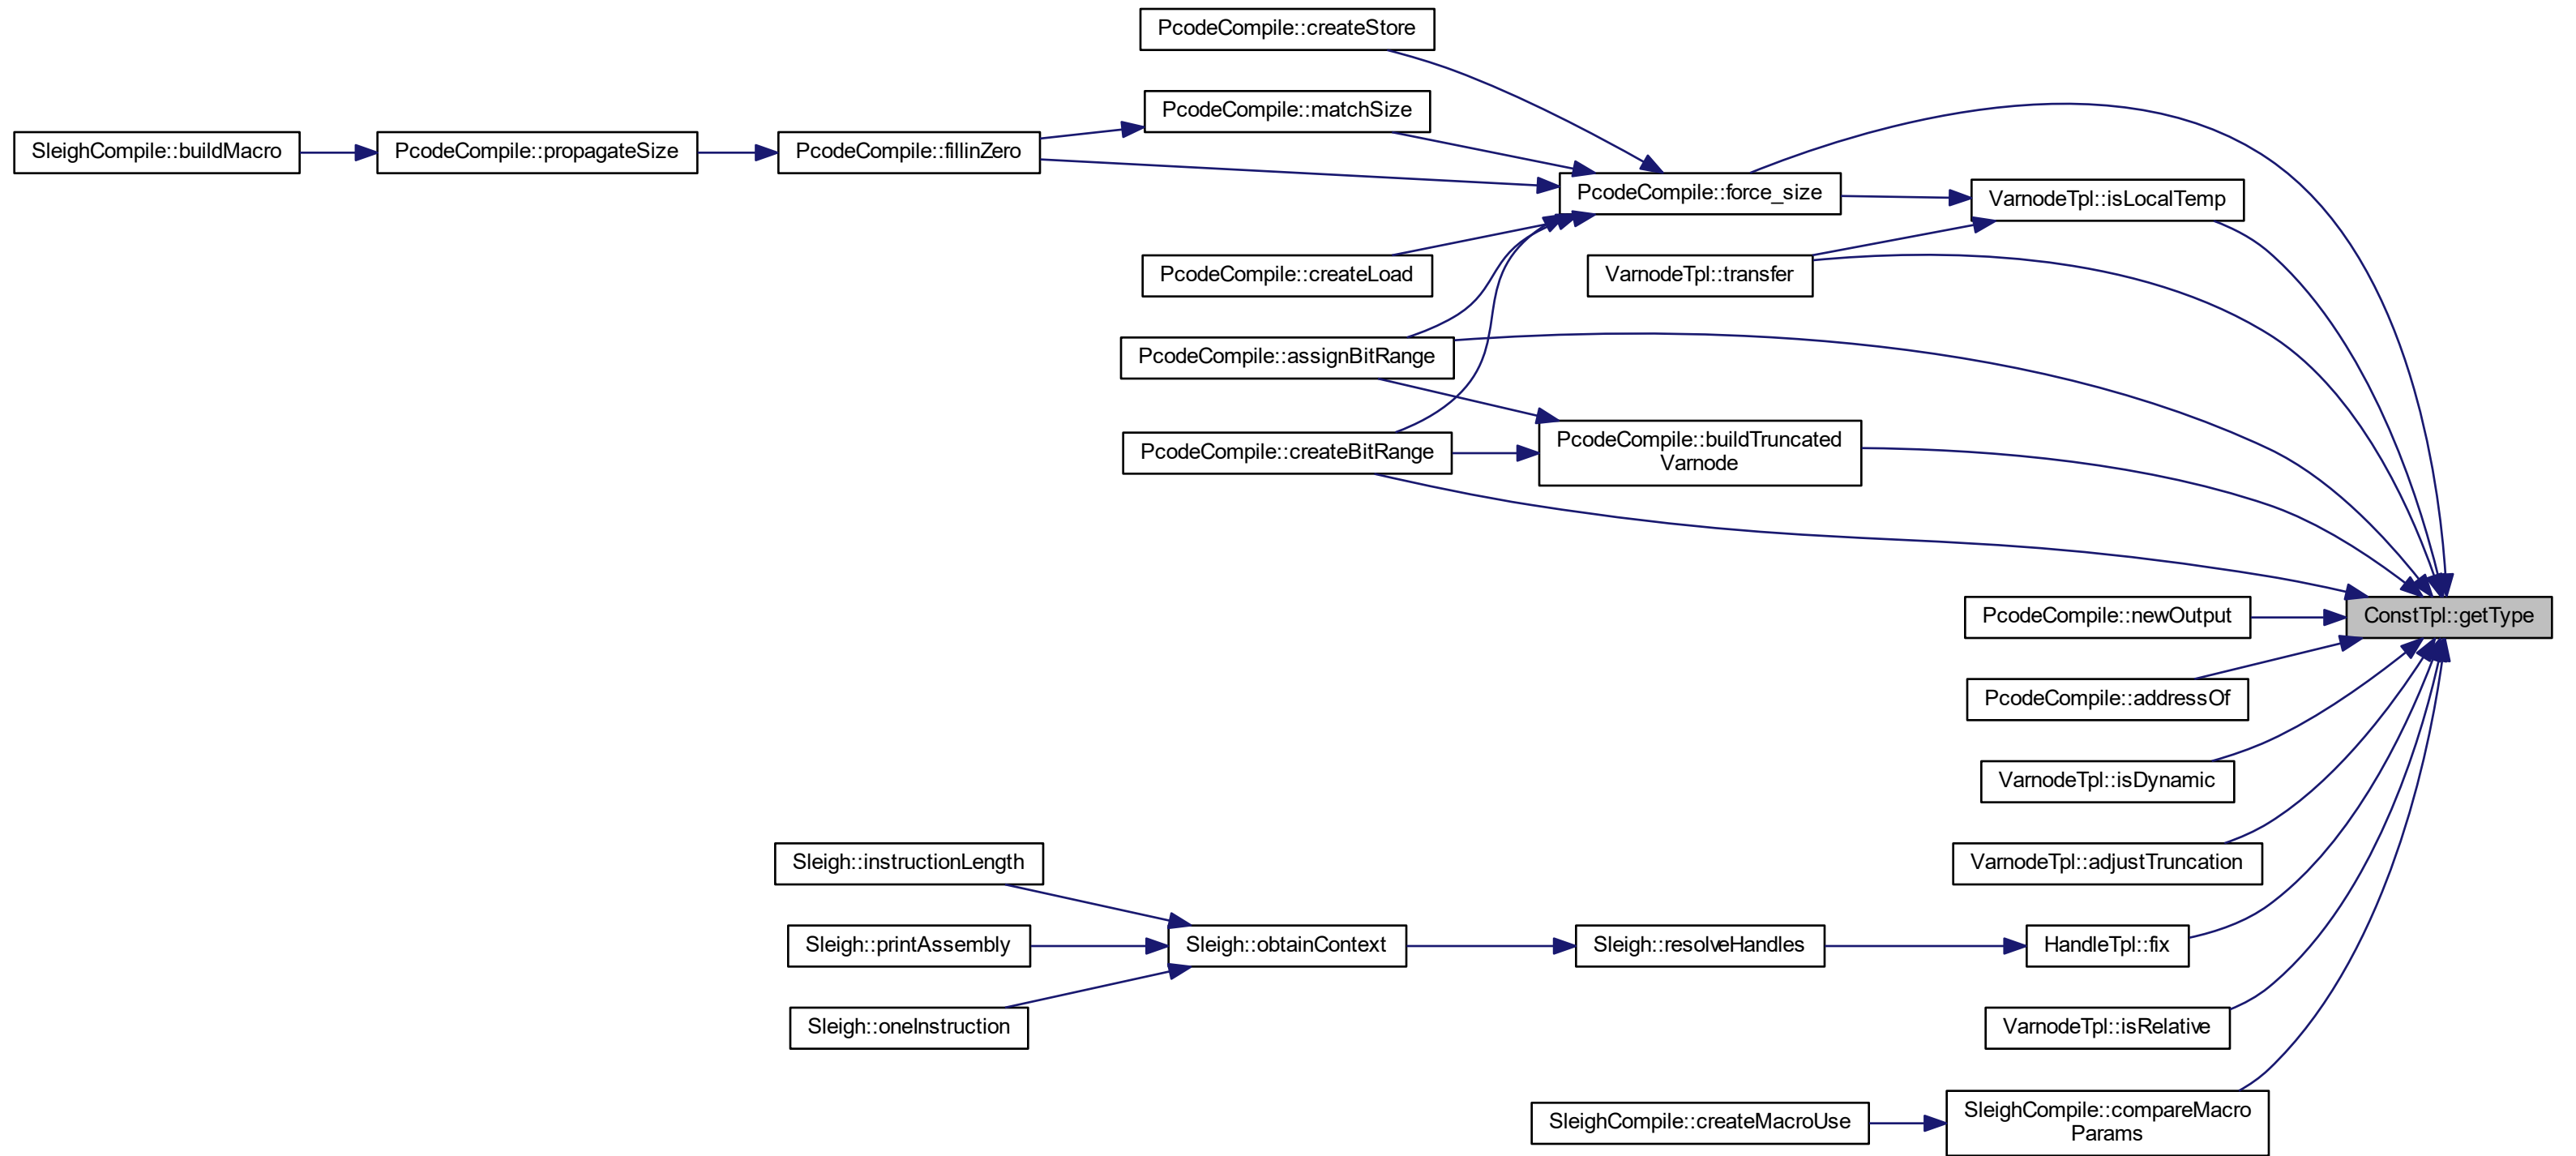 PcodeCompile::createStore
PcodeCompile::matchSize
SleighCompile::buildMacro
PcodeCompile::propagateSize
PcodeCompile::fillinZero
PcodeCompile::force_size
VarnodeTpl::isLocalTemp
PcodeCompile::createLoad
VarnodeTpl::transfer
PcodeCompile::assignBitRange
PcodeCompile::createBitRange
PcodeCompile::buildTruncated
Varnode
PcodeCompile::newOutput
ConstTpl::getType
PcodeCompile::addressOf
VarnodeTpl::isDynamic
Sleigh::instructionLength
VarnodeTpl::adjustTruncation
Sleigh::printAssembly
Sleigh::obtainContext
Sleigh::resolveHandles
HandleTpl::fix
Sleigh::oneInstruction
VarnodeTpl::isRelative
SleighCompile::createMacroUse
SleighCompile::compareMacro
Params